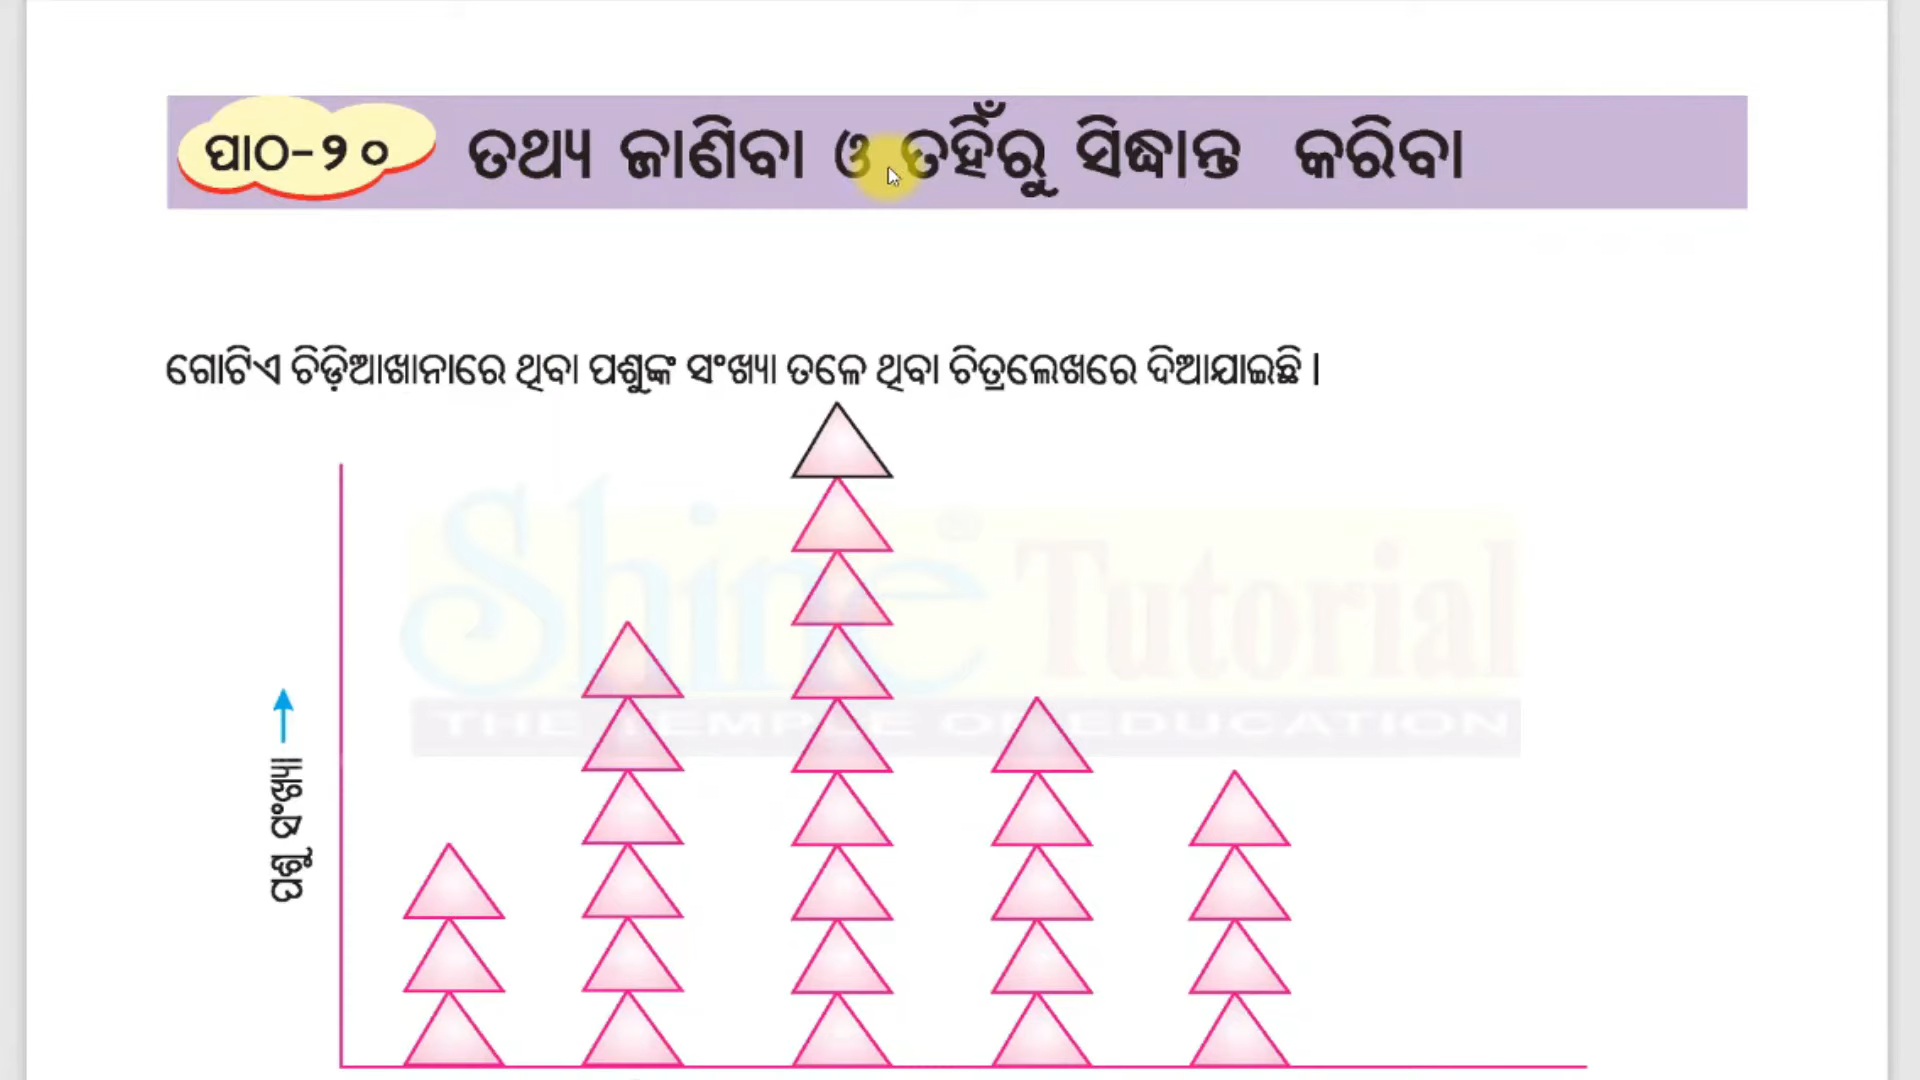 ପାଠ-୨୦ ତଥ୍ୟ ଜାଣିବା ଓ ତହିଁରୁ ସିଦ୍ଧାନ୍ତ କରିବା
ଗୋଟିଏ ଚିଡ଼ିଆଖାନାରେ ଥିବା ପଶୁଙ୍କ ସଂଖ୍ୟା ତଳେ ଥିବା ଚିତ୍ରଲେଖରେ ଦିଆଯାଇଛି ।
ପଶୁ ସଂଖ୍ୟା
Shine® Tutorial
THE TEMPLE OF EDUCATION